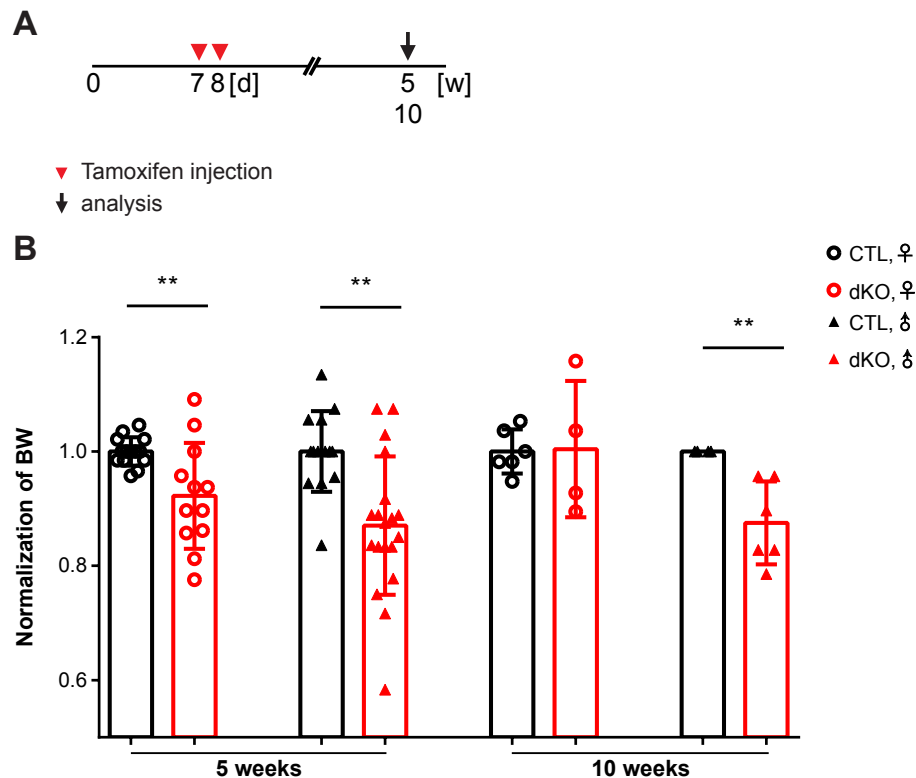 A
0 7 8 [d] 5 [w]
10
Tamoxifen injection
analysis
B
CTL, ♀
dKO, ♀
CTL, ♂
dKO, ♂
** ** **
Normalization of BW
1.2
1.0
0.8
0.6
5 weeks 10 weeks